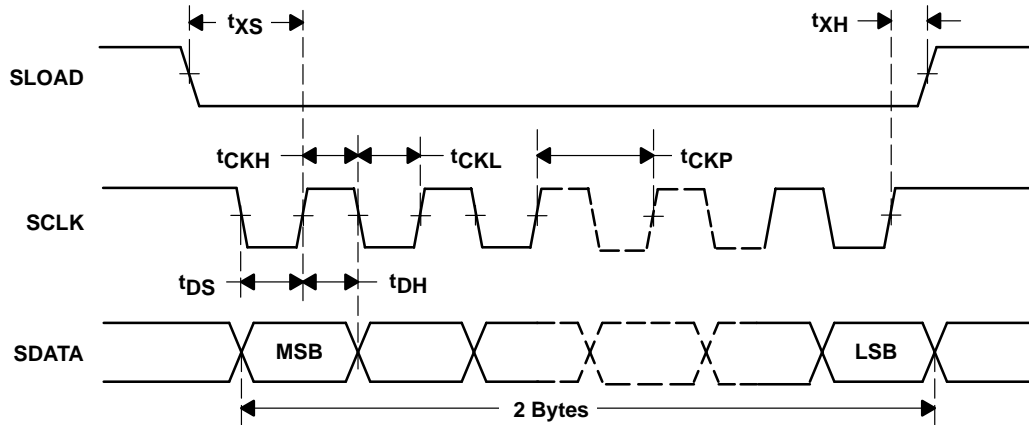 tXS
tXH
SLOAD
tCKH
tCKL
tCKP
SCLK
tDS
tDH
SDATA
MSB
LSB
2 Bytes